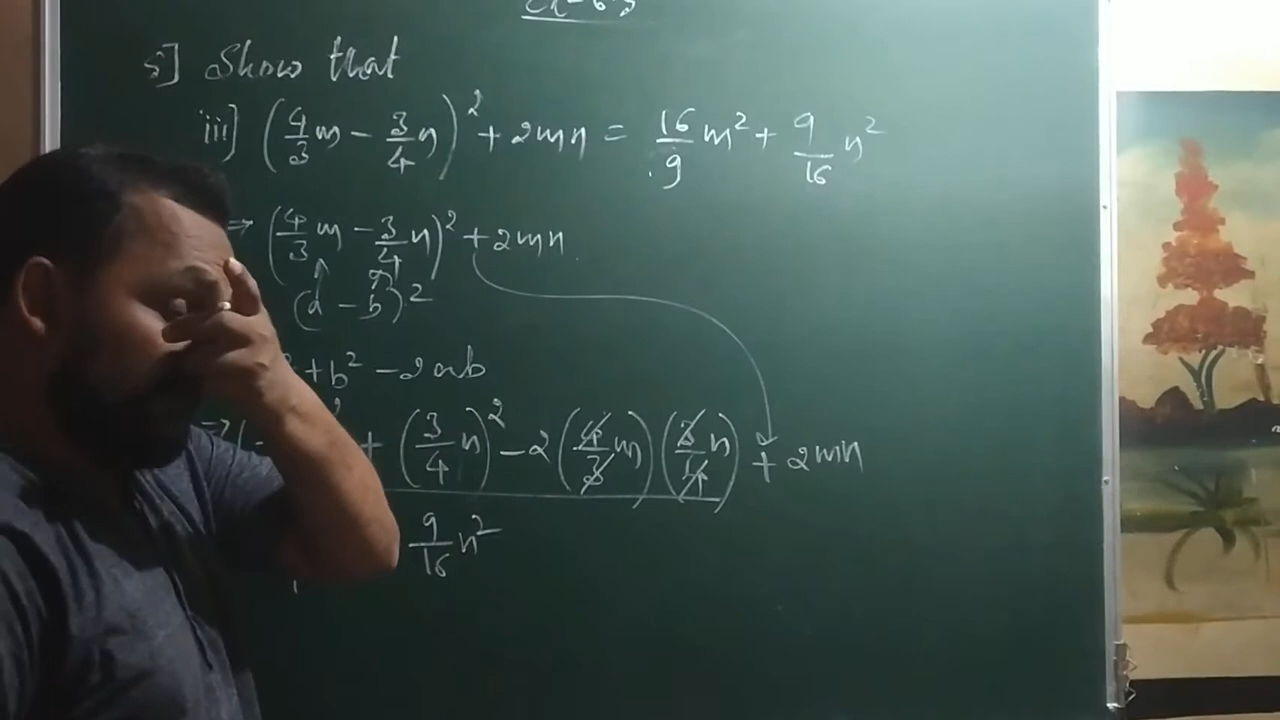 5] Show that
iii] (4/3 m - 3/4 n)² + 2mn = 16/9 m² + 9/16 n²
⇒ (4/3 m - 3/4 n)² + 2mn
(a - b)²
² + b² - 2ab
⇒ ( + (3/4 n)² - 2 (4/3 m) (3/4 n) + 2mn
9/16 n²